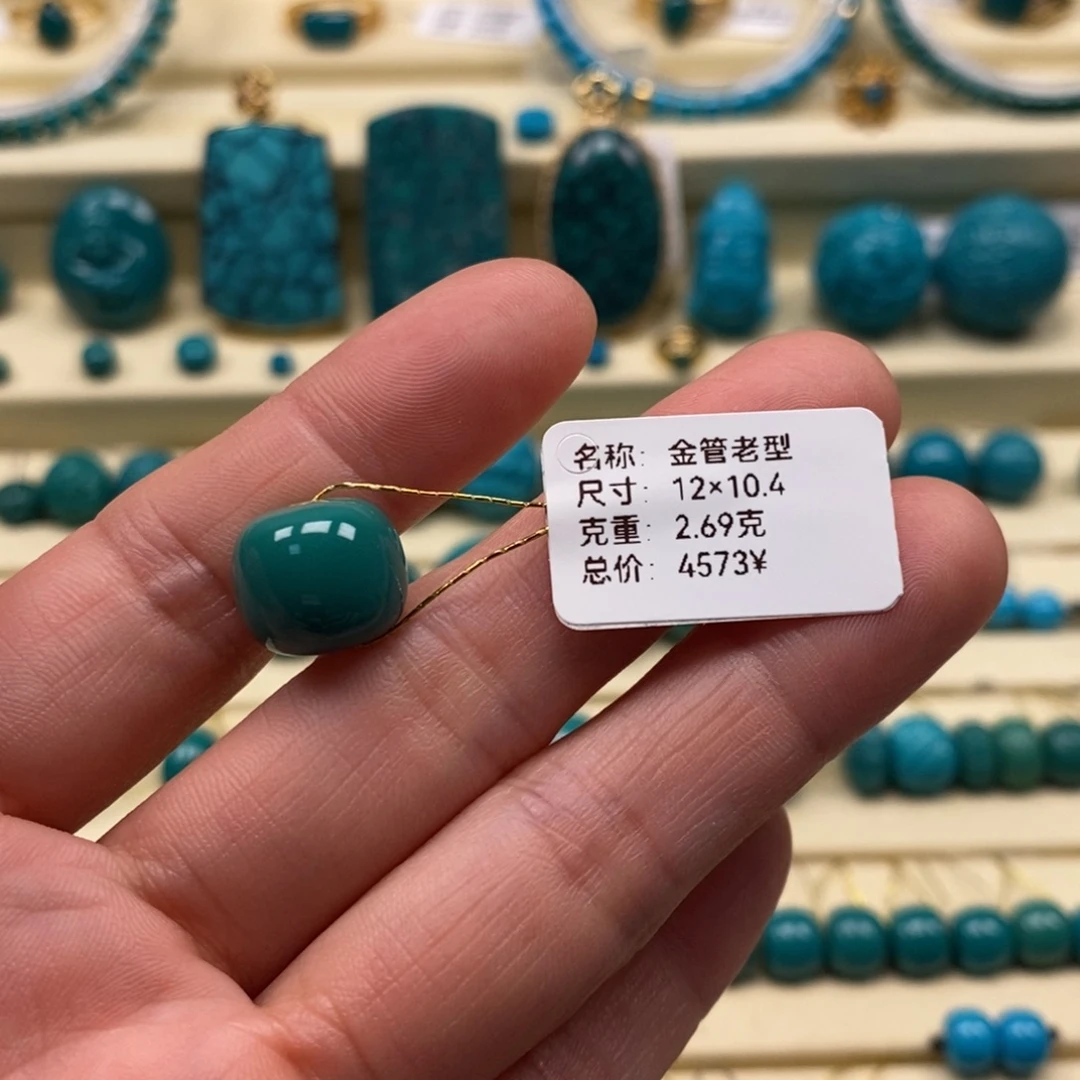 名称: 金管老型
尺寸: 12×10.4
克重: 2.69克
总价: 4573¥